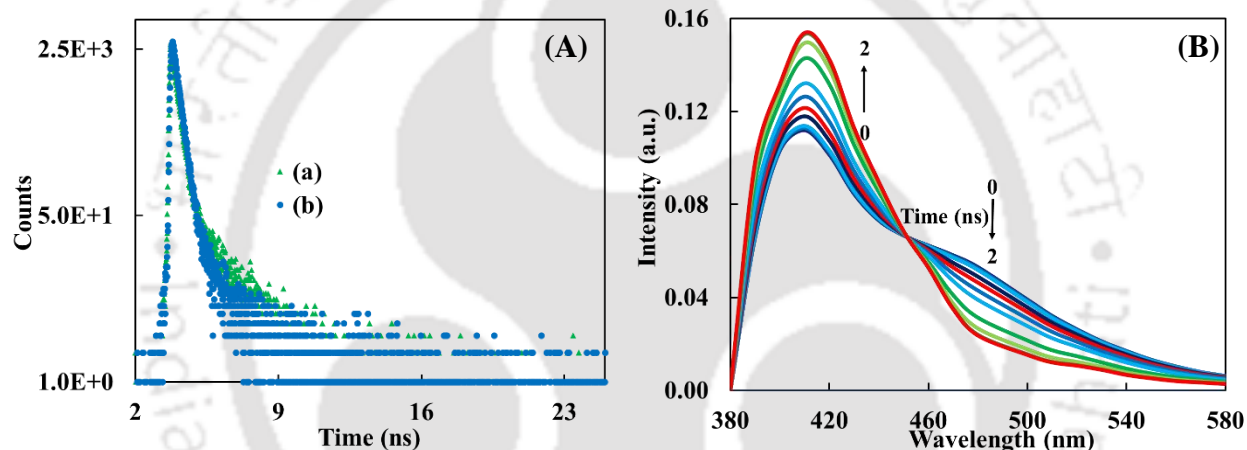 (A)
2.5E+3
5.0E+1
1.0E+0
Counts
(a)
(b)
2 9 16 23
Time (ns)
(B)
0.16
0.12
0.08
0.04
0.00
Intensity (a.u.)
2
0
0
Time (ns)
2
380 420 460 500 540 580
Wavelength (nm)